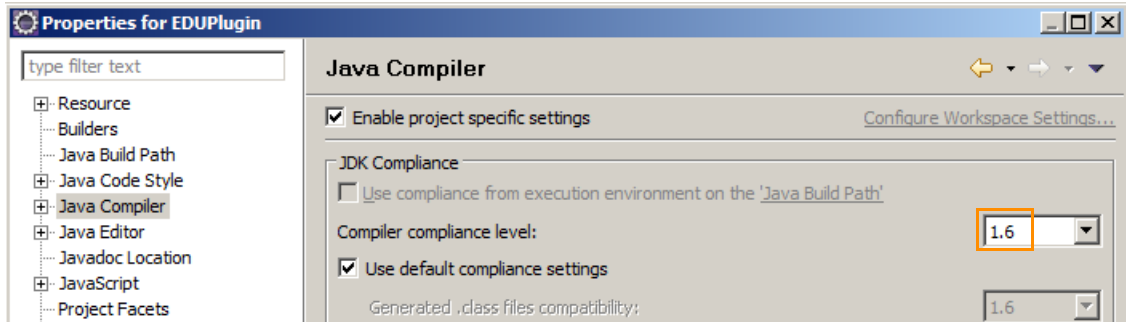 Properties for EDUPlugin
type filter text
Resource
Builders
Java Build Path
Java Code Style
Java Compiler
Java Editor
Javadoc Location
JavaScript
Project Facets
Java Compiler
Enable project specific settings
Configure Workspace Settings...
JDK Compliance
Use compliance from execution environment on the 'Java Build Path'
Compiler compliance level:
1.6
Use default compliance settings
Generated .class files compatibility:
1.6